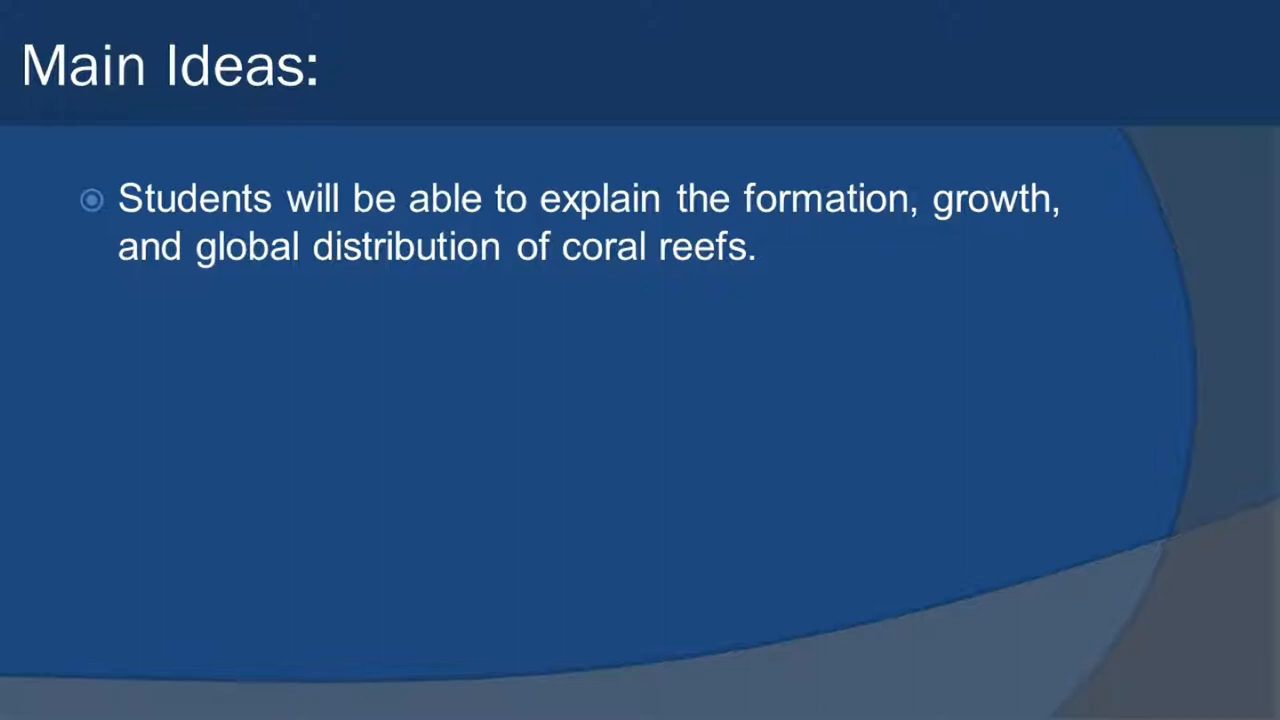 Main Ideas:
Students will be able to explain the formation, growth,
and global distribution of coral reefs.